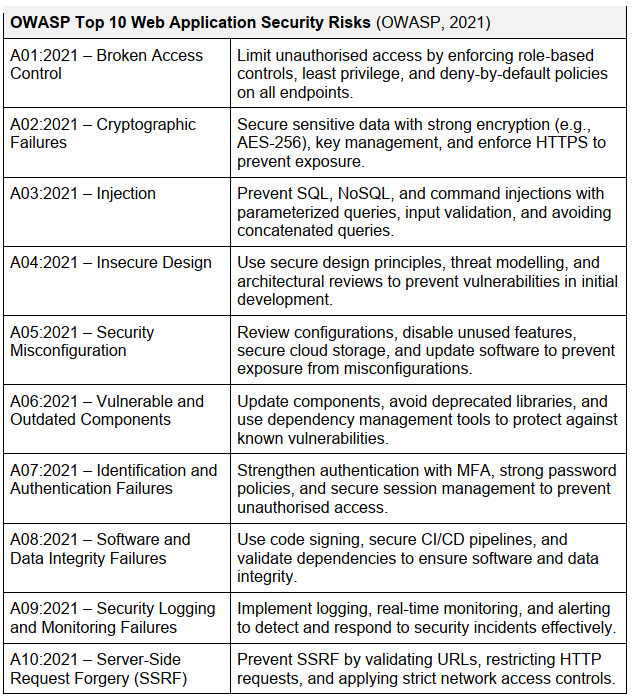 OWASP Top 10 Web Application Security Risks (OWASP, 2021)
A01:2021 – Broken Access
Control
Limit unauthorised access by enforcing role-based
controls, least privilege, and deny-by-default policies
on all endpoints.
A02:2021 – Cryptographic
Failures
Secure sensitive data with strong encryption (e.g.,
AES-256), key management, and enforce HTTPS to
prevent exposure.
A03:2021 – Injection
Prevent SQL, NoSQL, and command injections with
parameterized queries, input validation, and avoiding
concatenated queries.
A04:2021 – Insecure Design
Use secure design principles, threat modelling, and
architectural reviews to prevent vulnerabilities in initial
development.
A05:2021 – Security
Misconfiguration
Review configurations, disable unused features,
secure cloud storage, and update software to prevent
exposure from misconfigurations.
A06:2021 – Vulnerable and
Outdated Components
Update components, avoid deprecated libraries, and
use dependency management tools to protect against
known vulnerabilities.
A07:2021 – Identification and
Authentication Failures
Strengthen authentication with MFA, strong password
policies, and secure session management to prevent
unauthorised access.
A08:2021 – Software and
Data Integrity Failures
Use code signing, secure CI/CD pipelines, and
validate dependencies to ensure software and data
integrity.
A09:2021 – Security Logging
and Monitoring Failures
Implement logging, real-time monitoring, and alerting
to detect and respond to security incidents effectively.
A10:2021 – Server-Side
Request Forgery (SSRF)
Prevent SSRF by validating URLs, restricting HTTP
requests, and applying strict network access controls.